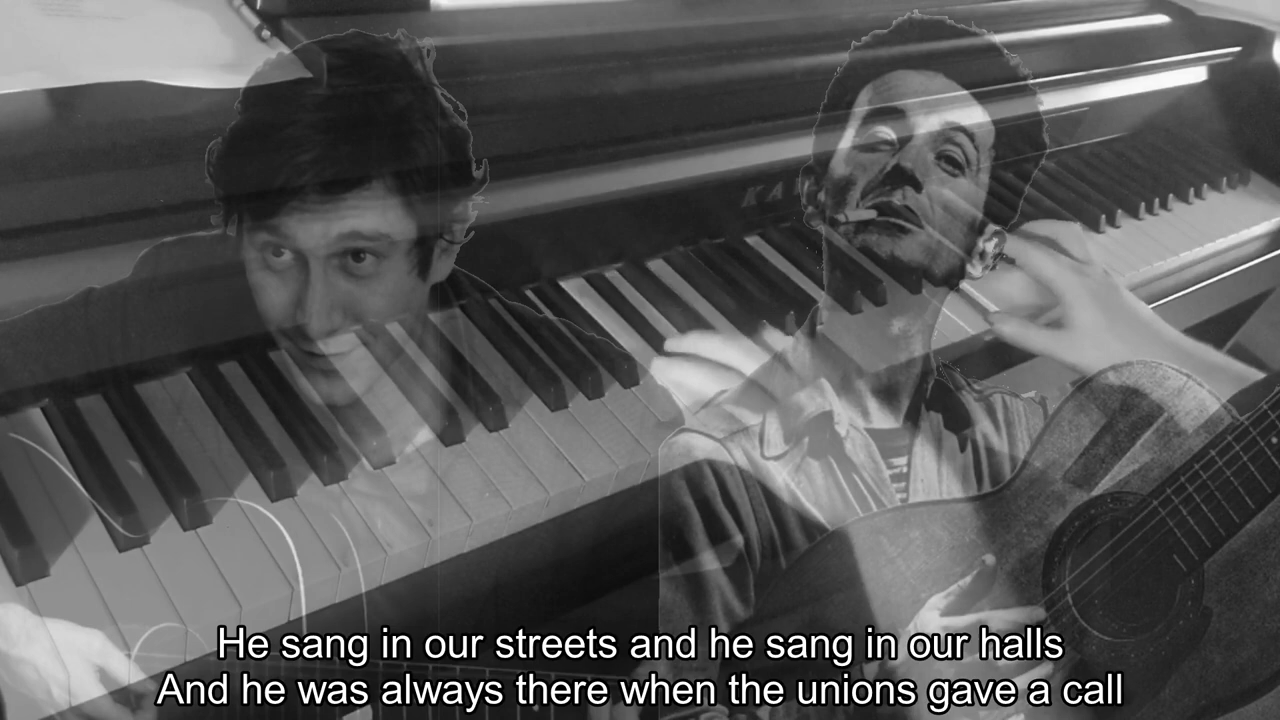 KA
He sang in our streets and he sang in our halls
And he was always there when the unions gave a call